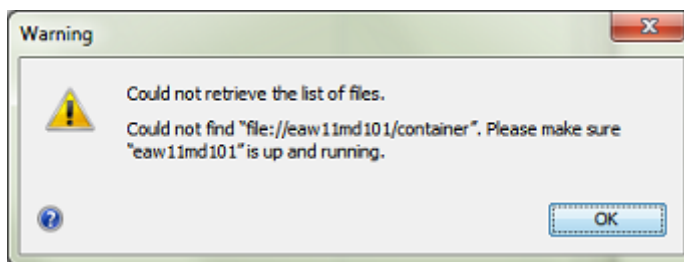 Warning
Could not retrieve the list of files.
Could not find "file://eaw11md101/container". Please make sure
"eaw11md101" is up and running.
OK